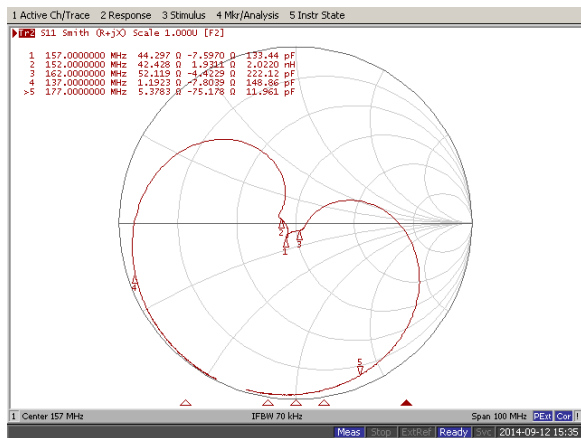 1 Active Ch/Trace 2 Response 3 Stimulus 4 Mkr/Analysis 5 Instr State
Tr2 S11 Smith (R+jX) Scale 1.000U [F2]
1 157.0000000 MHz 44.297 Ω -7.5970 Ω 133.44 pF
2 152.0000000 MHz 42.428 Ω 1.9311 Ω 2.0220 nH
3 162.0000000 MHz 52.119 Ω -4.4229 Ω 222.12 pF
4 137.0000000 MHz 1.1923 Ω -7.8039 Ω 148.86 pF
>5 177.0000000 MHz 5.3783 Ω -75.178 Ω 11.961 pF
2
1
3
4
5
1 Center 157 MHz IFBW 70 kHz Span 100 MHz PExt Cor !
Meas Stop ExtRef Ready Svc 2014-09-12 15:35